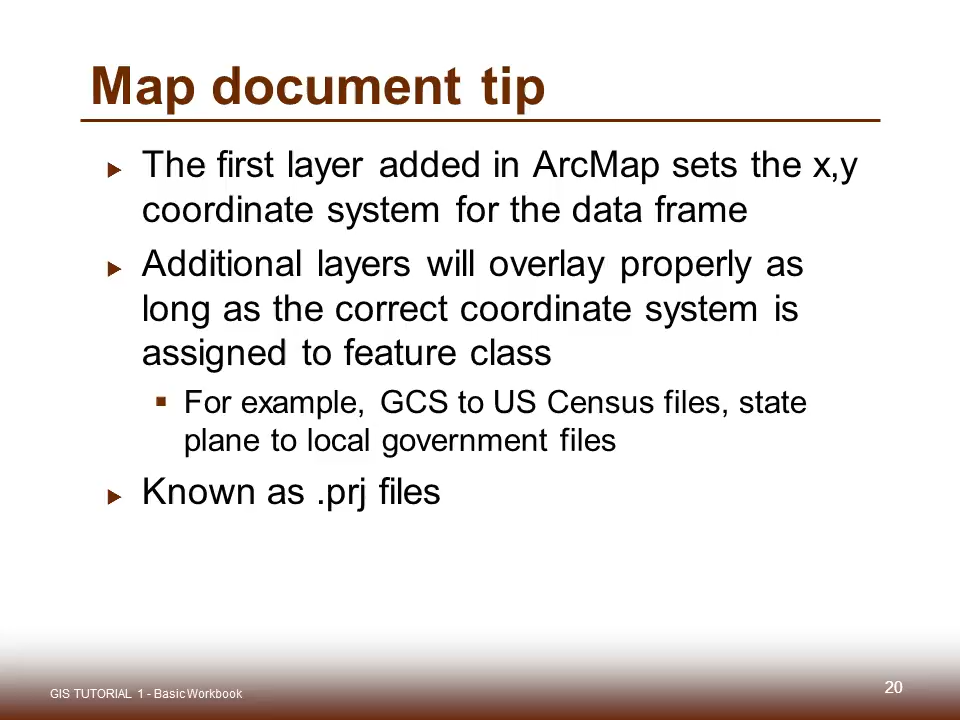 Map document tip
The first layer added in ArcMap sets the x,y
coordinate system for the data frame
Additional layers will overlay properly as
long as the correct coordinate system is
assigned to feature class
For example, GCS to US Census files, state
plane to local government files
Known as .prj files
GIS TUTORIAL 1 - Basic Workbook
20